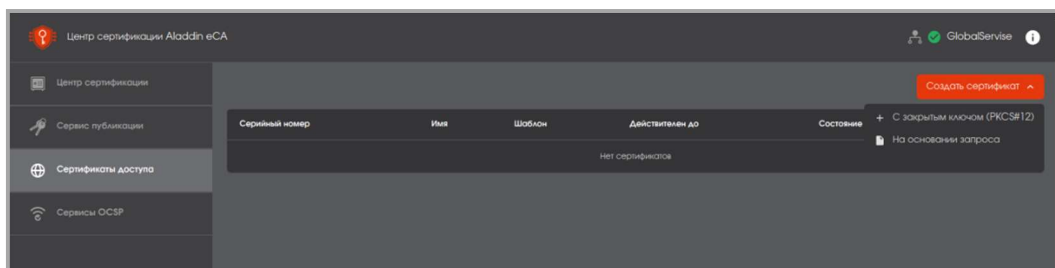 Центр сертификации Aladdin eCA
GlobalServise
Центр сертификации
Создать сертификат
Сервис публикации
Серийный номер Имя Шаблон Действителен до Состояние
+ С закрытым ключом (PKCS#12)
На основании запроса
Нет сертификатов
Сертификаты доступа
Сервисы OCSP